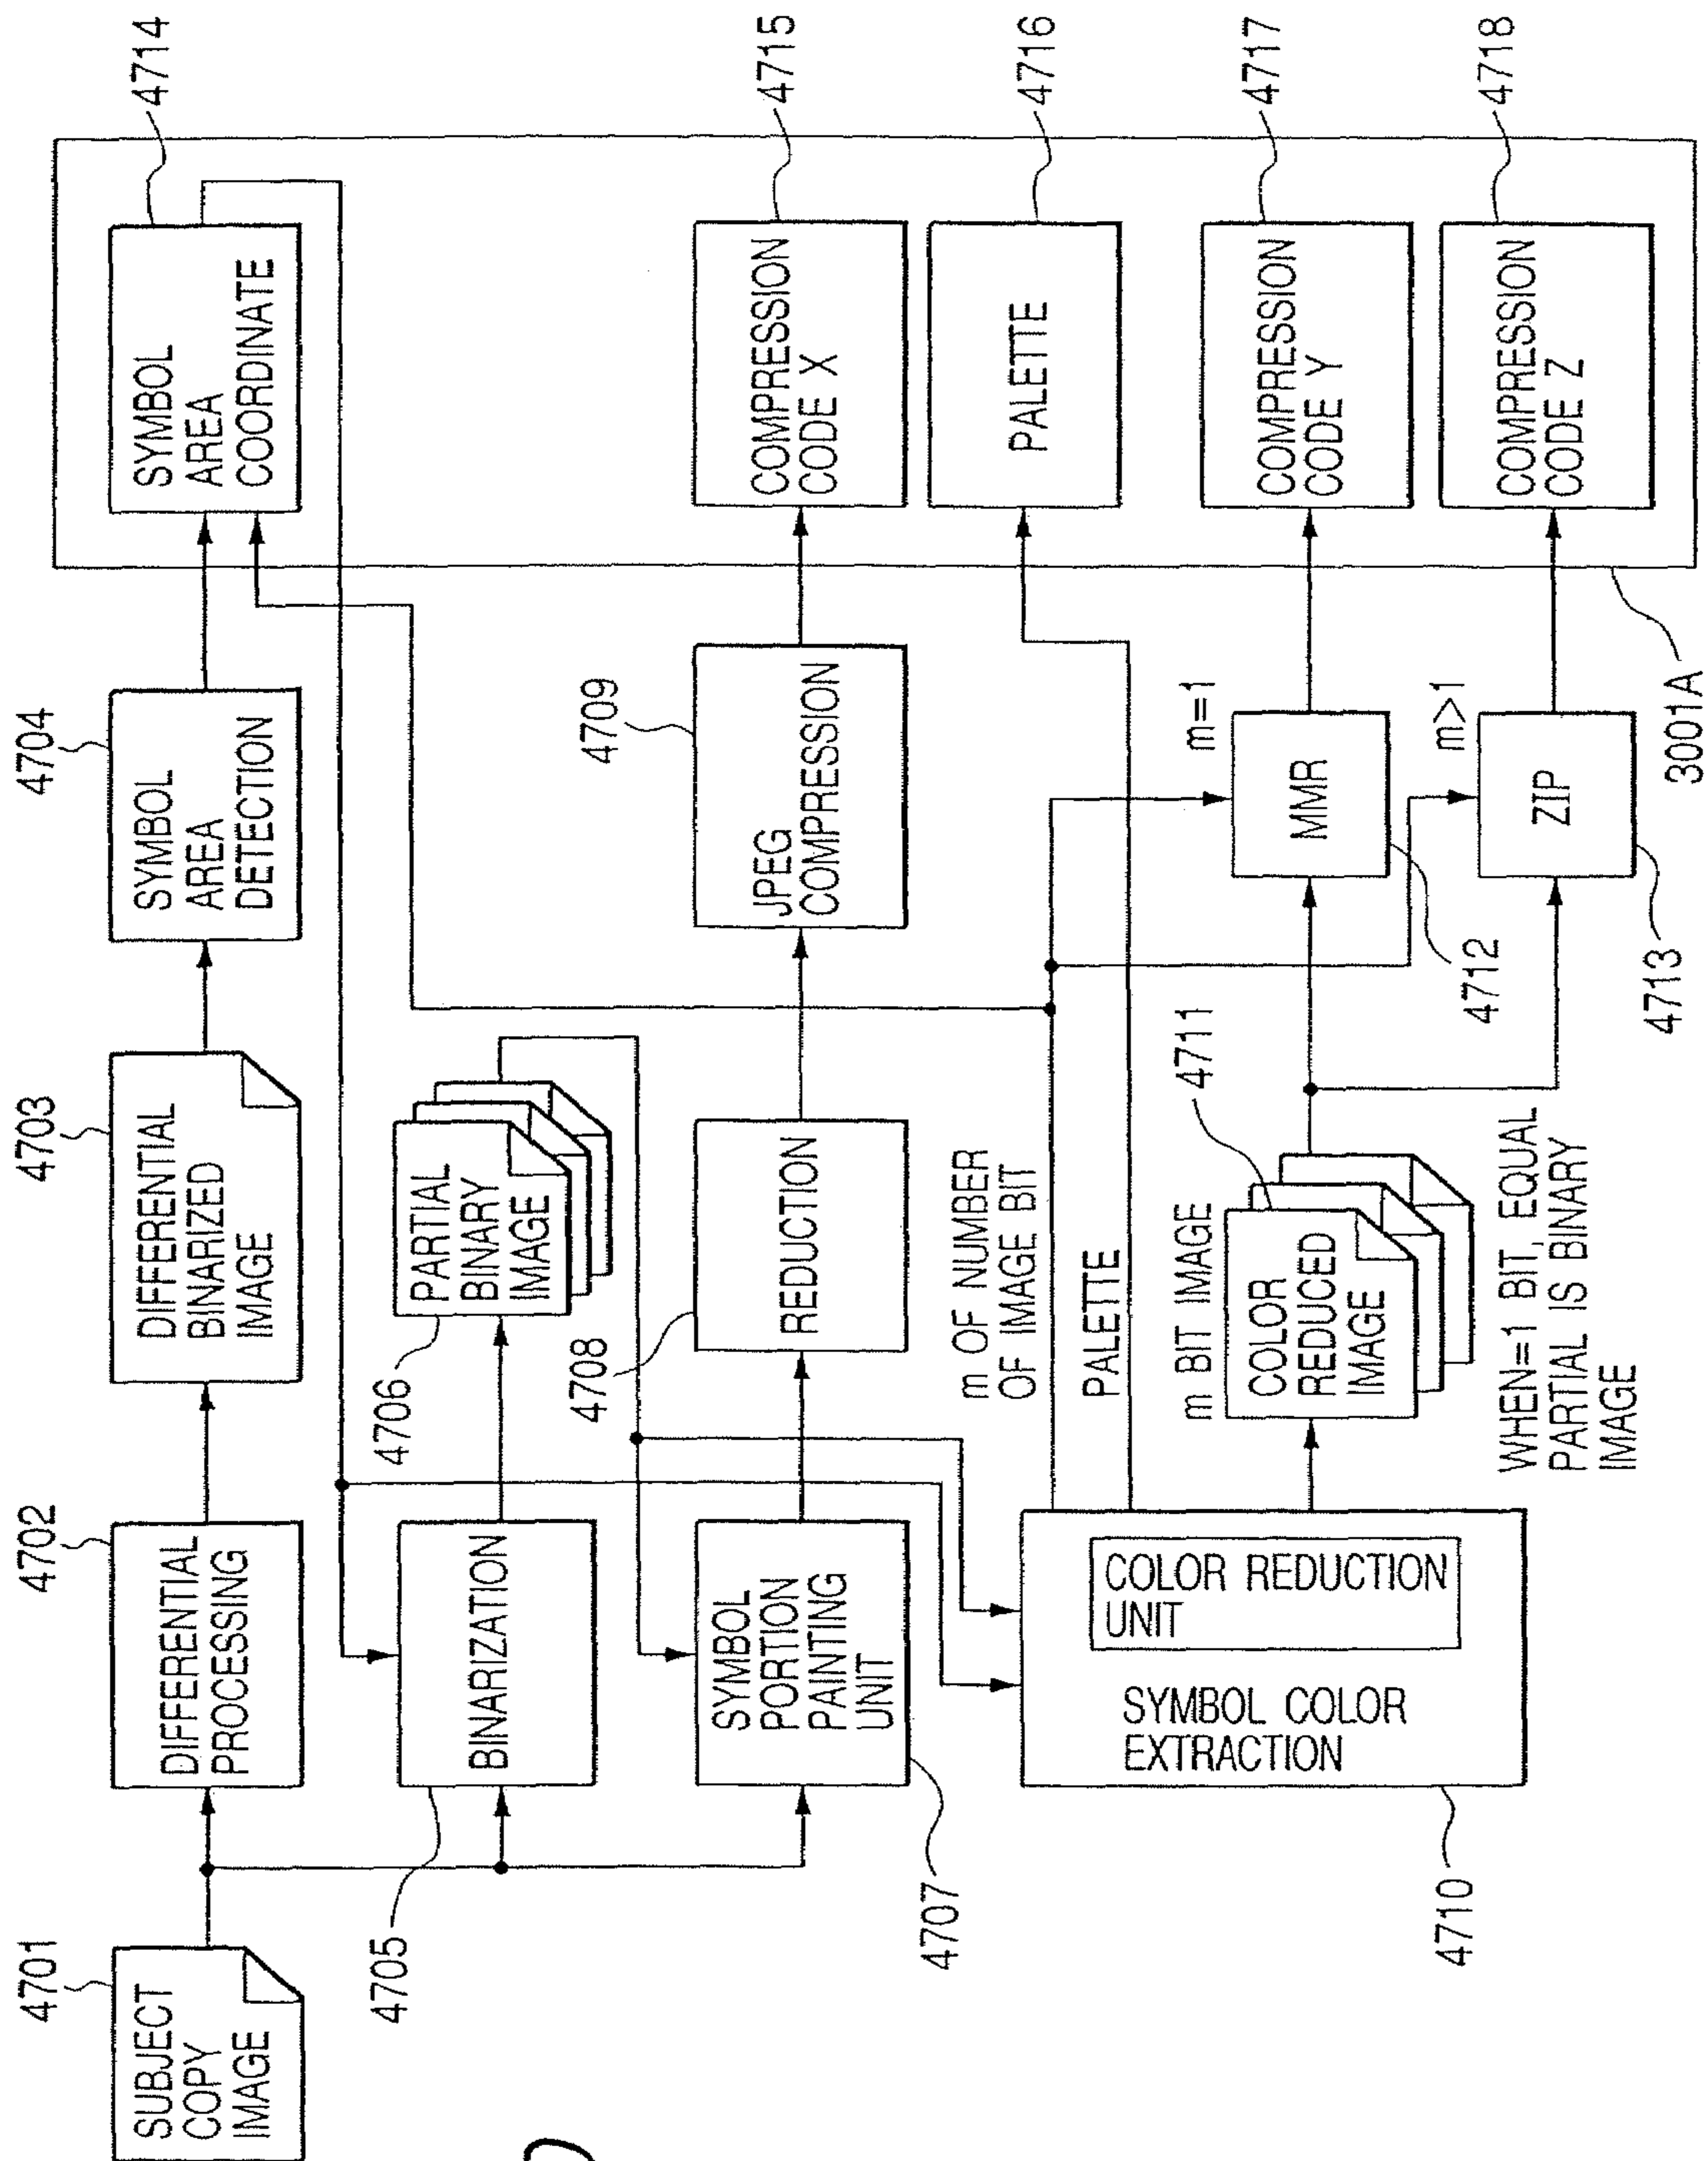 4701
SUBJECT
COPY
IMAGE
4702
DIFFERENTIAL
PROCESSING
4703
DIFFERENTIAL
BINARIZED
IMAGE
4704
SYMBOL
AREA
DETECTION
4714
SYMBOL
AREA
COORDINATE
4705
BINARIZATION
4706
PARTIAL
BINARY
IMAGE
4707
SYMBOL
PORTION
PAINTING
UNIT
4708
REDUCTION
4709
JPEG
COMPRESSION
4715
COMPRESSION
CODE X
m OF NUMBER
OF IMAGE BIT
PALETTE
4716
PALETTE
4710
COLOR REDUCTION
UNIT
SYMBOL COLOR
EXTRACTION
m BIT IMAGE
4711
COLOR
REDUCED
IMAGE
WHEN=1 BIT, EQUAL
PARTIAL IS BINARY
IMAGE
m=1
MMR
4712
4717
COMPRESSION
CODE Y
m>1
ZIP
4713
4718
COMPRESSION
CODE Z
3001A